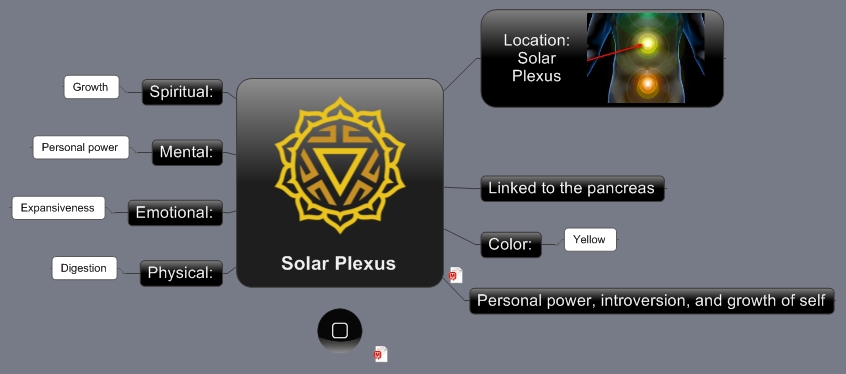 Growth
Spiritual:
Personal power
Mental:
Expansiveness
Emotional:
Digestion
Physical:
Solar Plexus
Location:
Solar
Plexus
Linked to the pancreas
Color:
Yellow
Personal power, introversion, and growth of self